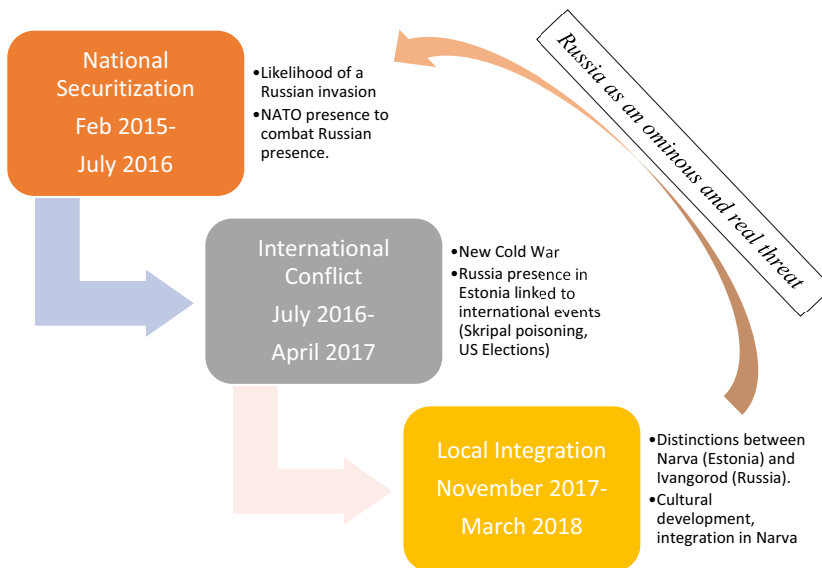 National
Securitization
Feb 2015-
July 2016
•Likelihood of a
Russian invasion
•NATO presence to
combat Russian
presence.
Russia as an ominous and real threat
International
Conflict
July 2016-
April 2017
•New Cold War
•Russia presence in
Estonia linked to
international events
(Skripal poisoning,
US Elections)
Local Integration
November 2017-
March 2018
•Distinctions between
Narva (Estonia) and
Ivangorod (Russia).
•Cultural
development,
integration in Narva